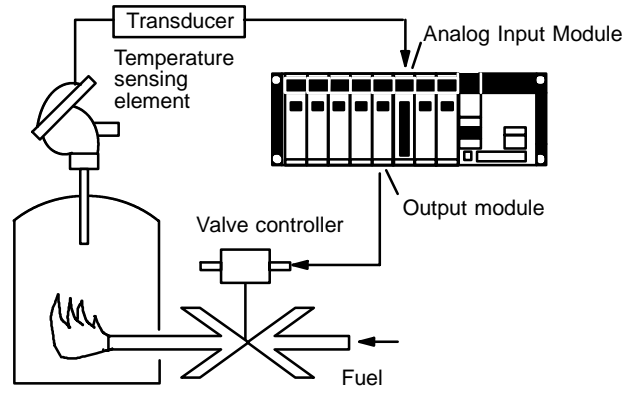 Transducer
Analog Input Module
Temperature
sensing
element
Output module
Valve controller
Fuel